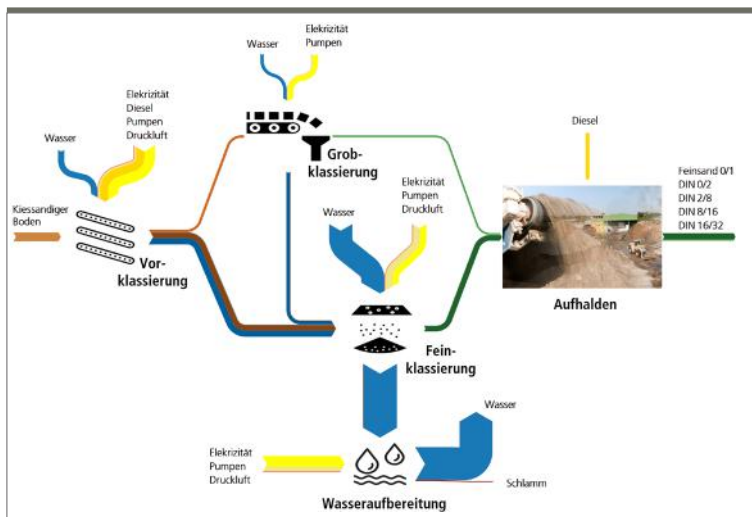 Wasser
Elekrizität
Pumpen
Grob-
klassierung
Elekrizität
Diesel
Pumpen
Druckluft
Wasser
Kiessandiger
Boden
Vor-
klassierung
Elekrizität
Pumpen
Druckluft
Wasser
Fein-
klassierung
Diesel
Aufhalden
Feinsand 0/1
DIN 0/2
DIN 2/8
DIN 8/16
DIN 16/32
Wasser
Elekrizität
Pumpen
Druckluft
Schlamm
Wasseraufbereitung